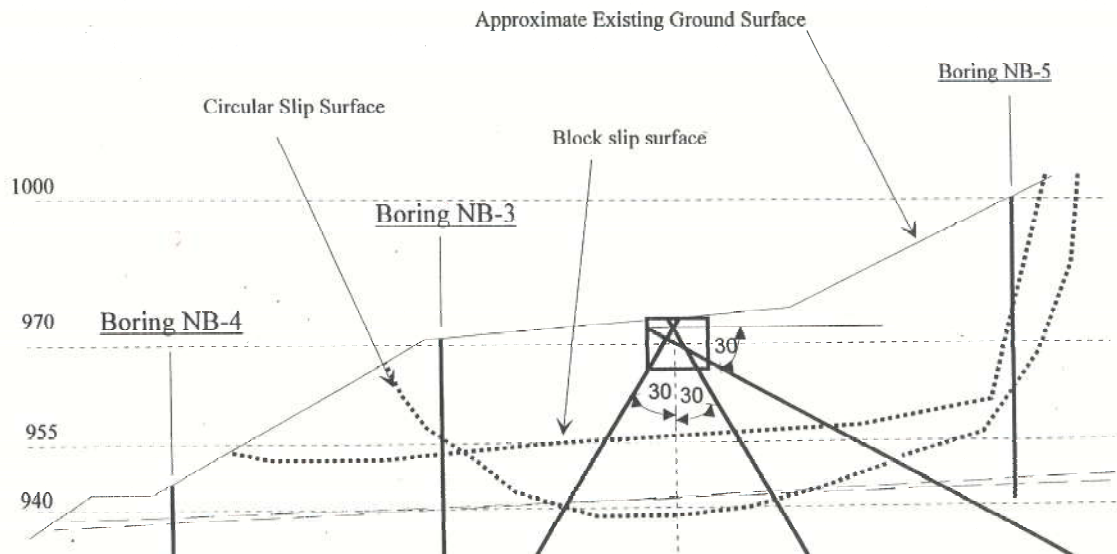 Approximate Existing Ground Surface
Boring NB-5
Circular Slip Surface
Block slip surface
1000
Boring NB-3
970
Boring NB-4
30
30 30
955
940